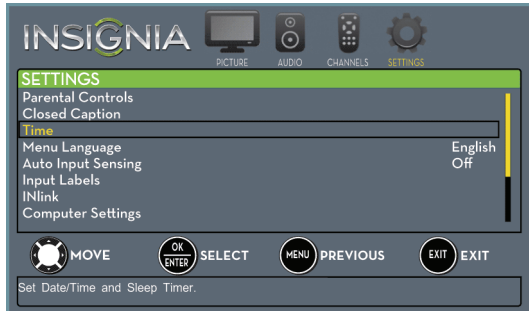 INSIGNIA
PICTURE AUDIO CHANNELS SETTINGS
SETTINGS
Parental Controls
Closed Caption
Time
Menu Language English
Auto Input Sensing Off
Input Labels
INlink
Computer Settings
MOVE OK ENTER SELECT MENU PREVIOUS EXIT EXIT
Set Date/Time and Sleep Timer.